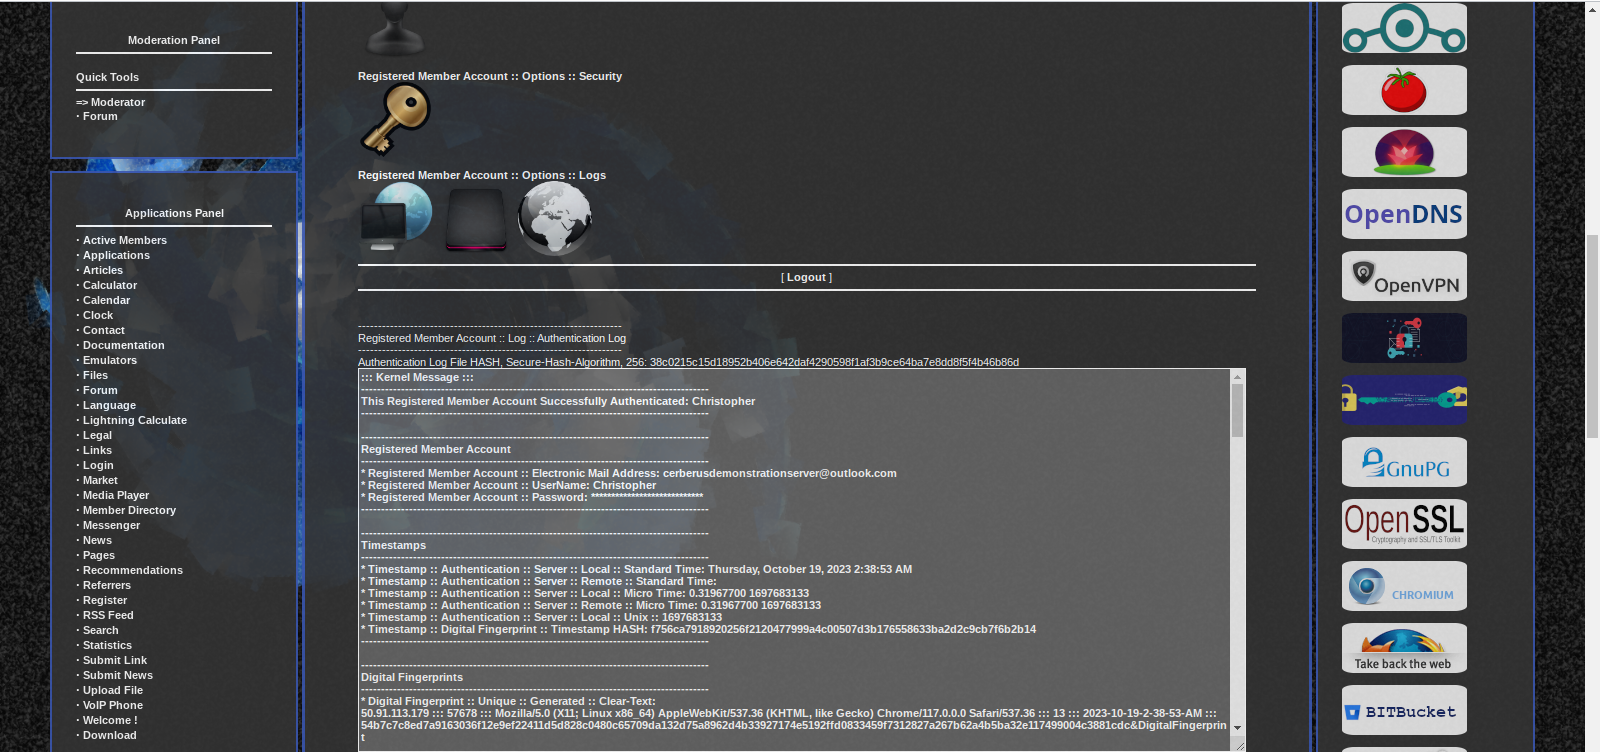 Moderation Panel
Quick Tools
=> Moderator
· Forum
Applications Panel
· Active Members
· Applications
· Articles
· Calculator
· Calendar
· Clock
· Contact
· Documentation
· Emulators
· Files
· Forum
· Language
· Lightning Calculate
· Legal
· Links
· Login
· Market
· Media Player
· Member Directory
· Messenger
· News
· Pages
· Recommendations
· Referrers
· Register
· RSS Feed
· Search
· Statistics
· Submit Link
· Submit News
· Upload File
· VoIP Phone
· Welcome !
· Download
Registered Member Account :: Options :: Security
Registered Member Account :: Options :: Logs
[ Logout ]
------------------------------------------------------------------
Registered Member Account :: Log :: Authentication Log
------------------------------------------------------------------
Authentication Log File HASH, Secure-Hash-Algorithm, 256: 38c0215c15d18952b406e642daf4290598f1af3b9ce64ba7e8dd8f5f4b46b86d
::: Kernel Message :::
---------------------------------------------------------------------------------------
This Registered Member Account Successfully Authenticated: Christopher
---------------------------------------------------------------------------------------
---------------------------------------------------------------------------------------
Registered Member Account
---------------------------------------------------------------------------------------
* Registered Member Account :: Electronic Mail Address: cerberusdemonstrationserver@outlook.com
* Registered Member Account :: UserName: Christopher
* Registered Member Account :: Password: ****************************
---------------------------------------------------------------------------------------
---------------------------------------------------------------------------------------
Timestamps
---------------------------------------------------------------------------------------
* Timestamp :: Authentication :: Server :: Local :: Standard Time: Thursday, October 19, 2023 2:38:53 AM
* Timestamp :: Authentication :: Server :: Remote :: Standard Time:
* Timestamp :: Authentication :: Server :: Local :: Micro Time: 0.31967700 1697683133
* Timestamp :: Authentication :: Server :: Remote :: Micro Time: 0.31967700 1697683133
* Timestamp :: Authentication :: Server :: Local :: Unix :: 1697683133
* Timestamp :: Digital Fingerprint :: Timestamp HASH: f756ca7918920256f2120477999a4c00507d3b176558633ba2d2c9cb7f6b2b14
---------------------------------------------------------------------------------------
---------------------------------------------------------------------------------------
Digital Fingerprints
---------------------------------------------------------------------------------------
* Digital Fingerprint :: Unique :: Generated :: Clear-Text:
50.91.113.179 ::: 57678 ::: Mozilla/5.0 (X11; Linux x86_64) AppleWebKit/537.36 (KHTML, like Gecko) Chrome/117.0.0.0 Safari/537.36 ::: 13 ::: 2023-10-19-2-38-53-AM :::
54b7c7c8ed7a9163036f12e9ef22411d5d828c0480c65709da132d75a8962d4b33927174e5192ffd0833459f7312827a267b62a4b5ba32e117499004c3881cdc&DigitalFingerprin
t
OpenDNS
OpenVPN
GnuPG
OpenSSL
Cryptography and SSL/TLS Toolkit
CHROMIUM
Take back the web
BITBucket